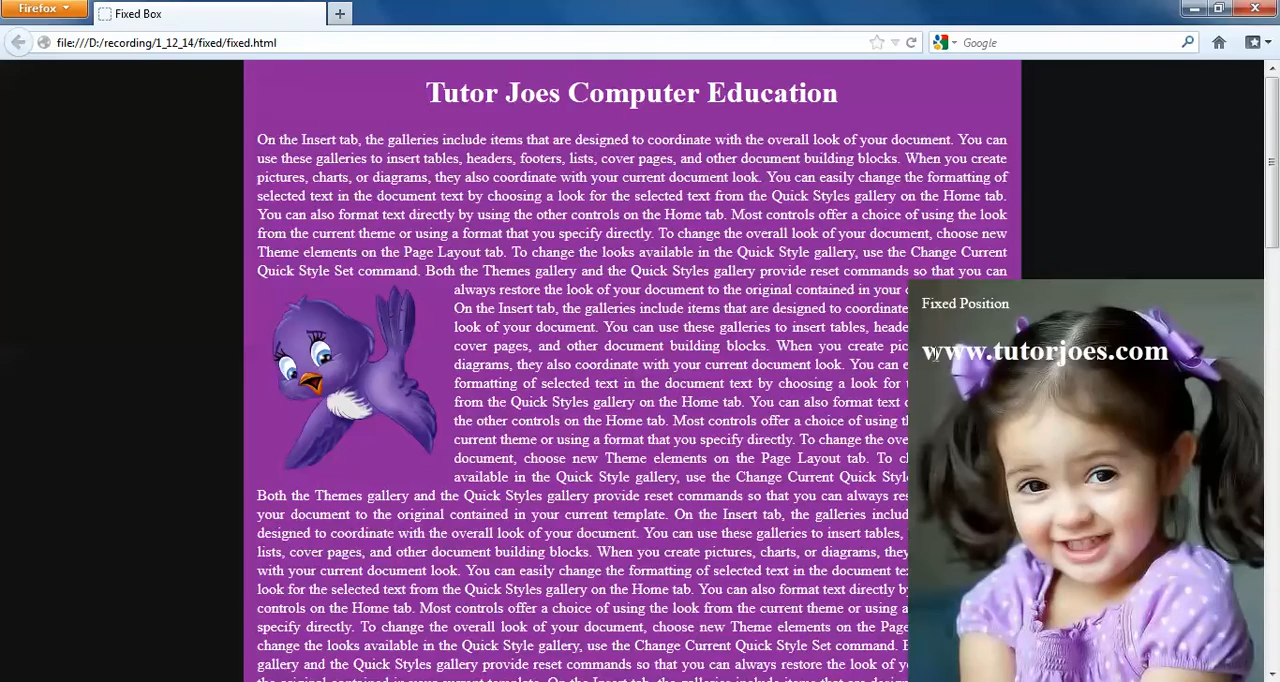 Firefox
Fixed Box
file:///D:/recording/1_12_14/fixed/fixed.html
Google
Tutor Joes Computer Education
On the Insert tab, the galleries include items that are designed to coordinate with the overall look of your document. You can
use these galleries to insert tables, headers, footers, lists, cover pages, and other document building blocks. When you create
pictures, charts, or diagrams, they also coordinate with your current document look. You can easily change the formatting of
selected text in the document text by choosing a look for the selected text from the Quick Styles gallery on the Home tab.
You can also format text directly by using the other controls on the Home tab. Most controls offer a choice of using the look
from the current theme or using a format that you specify directly. To change the overall look of your document, choose new
Theme elements on the Page Layout tab. To change the looks available in the Quick Style gallery, use the Change Current
Quick Style Set command. Both the Themes gallery and the Quick Styles gallery provide reset commands so that you can
always restore the look of your document to the original contained in your
On the Insert tab, the galleries include items that are designed to coordinate
look of your document. You can use these galleries to insert tables,
cover pages, and other document building blocks. When you create
diagrams, they also coordinate with your current document look. You can
formatting of selected text in the document text by choosing a look for
from the Quick Styles gallery on the Home tab. You can also format text
the other controls on the Home tab. Most controls offer a choice of using
current theme or using a format that you specify directly. To change the
document, choose new Theme elements on the Page Layout tab. To
available in the Quick Style gallery, use the Change Current Quick
Both the Themes gallery and the Quick Styles gallery provide reset commands so that you can always
your document to the original contained in your current template. On the Insert tab, the galleries
designed to coordinate with the overall look of your document. You can use these galleries to insert tables,
lists, cover pages, and other document building blocks. When you create pictures, charts, or diagrams, they
with your current document look. You can easily change the formatting of selected text in the document
look for the selected text from the Quick Styles gallery on the Home tab. You can also format text directly
controls on the Home tab. Most controls offer a choice of using the look from the current theme or using a
specify directly. To change the overall look of your document, choose new Theme elements on the Page
change the looks available in the Quick Style gallery, use the Change Current Quick Style Set command.
gallery and the Quick Styles gallery provide reset commands so that you can always restore the look of
Fixed Position
www.tutorjoes.com